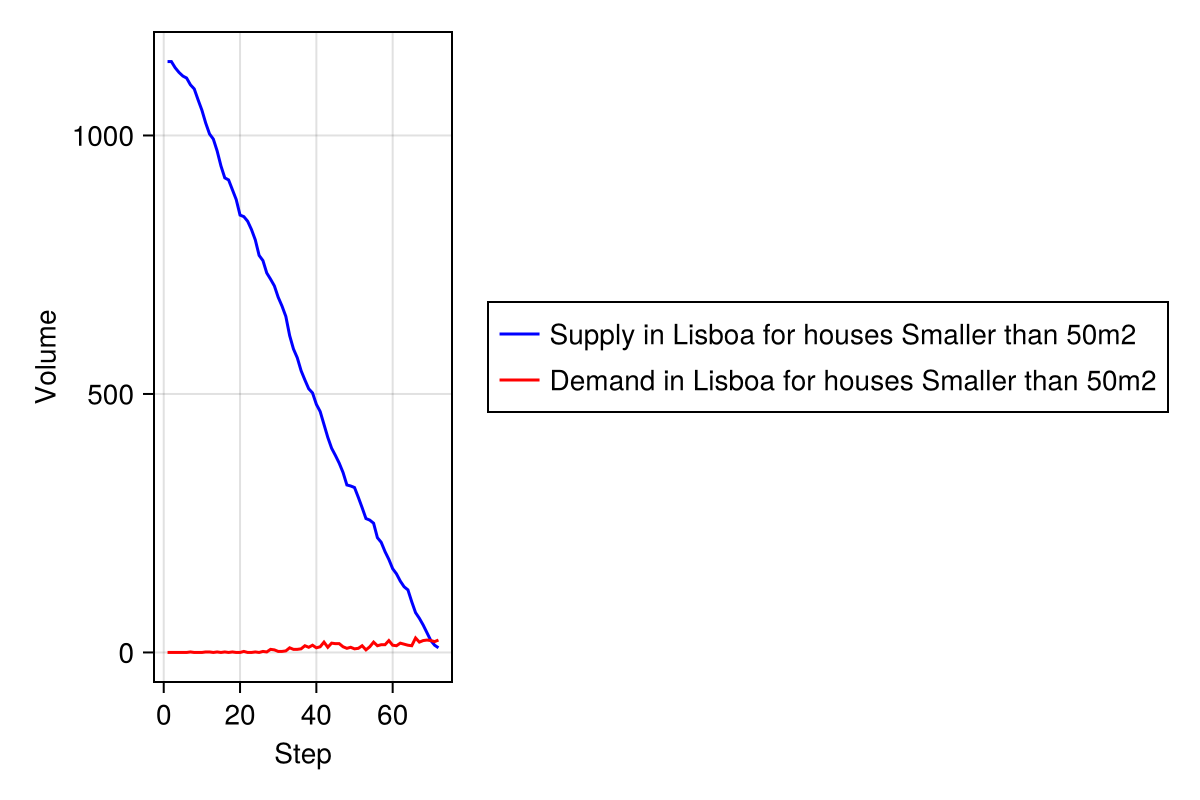 1000
500
0
Volume
0 20 40 60
Step
Supply in Lisboa for houses Smaller than 50m2
Demand in Lisboa for houses Smaller than 50m2